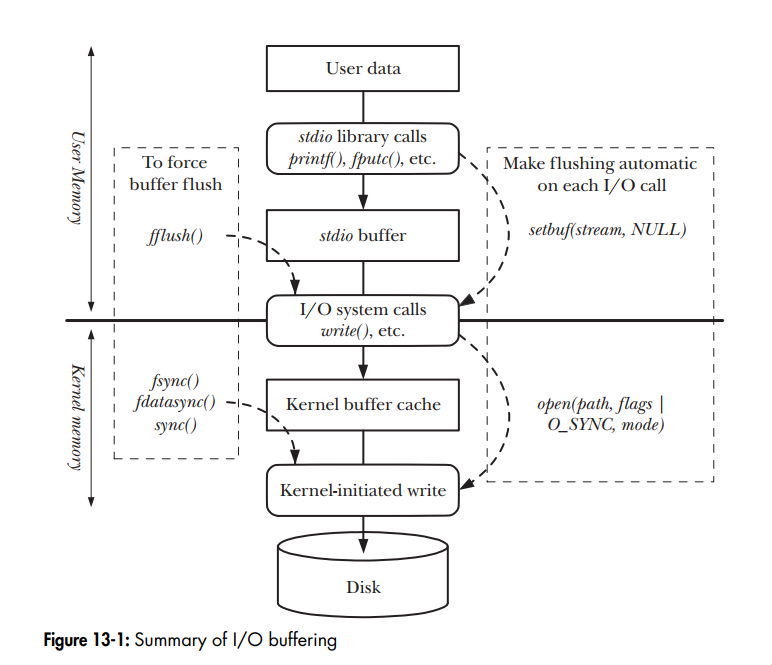 User data
stdio library calls
printf(), fputc(), etc.
User Memory
To force
buffer flush
fflush()
stdio buffer
Make flushing automatic
on each I/O call
setbuf(stream, NULL)
I/O system calls
write(), etc.
Kernel memory
fsync()
fdatasync()
sync()
Kernel buffer cache
open(path, flags |
O_SYNC, mode)
Kernel-initiated write
Disk
Figure 13-1: Summary of I/O buffering